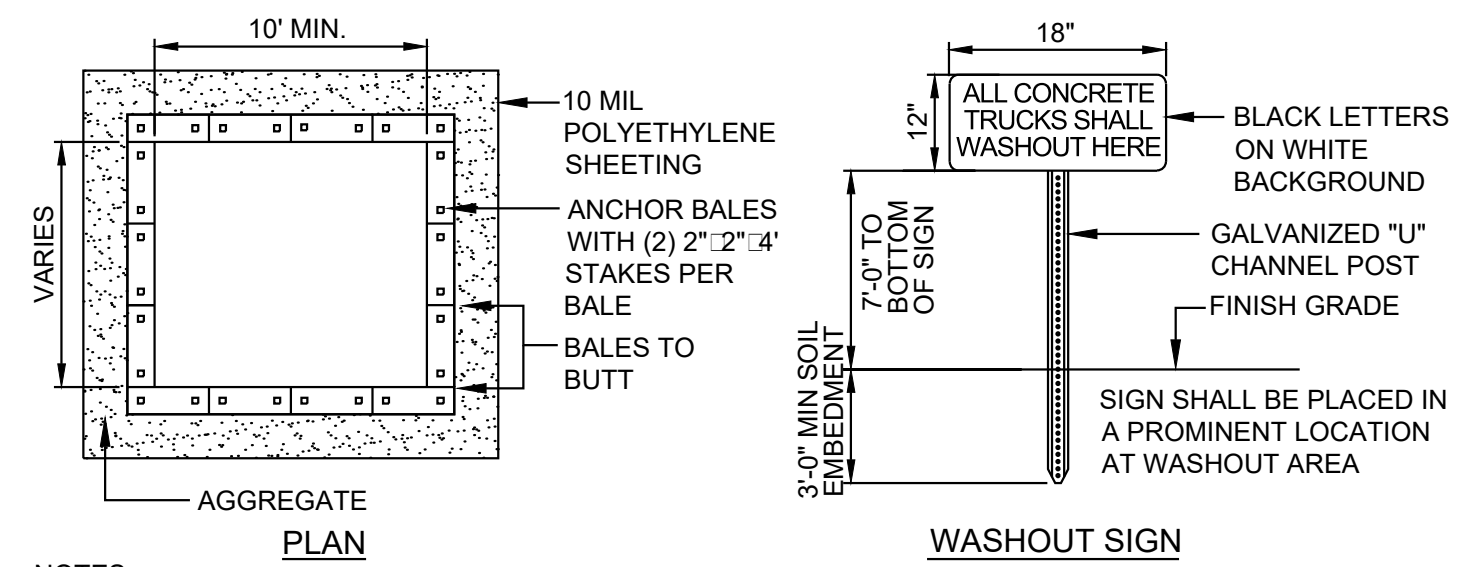 10' MIN.
VARIES
10 MIL
POLYETHYLENE
SHEETING
ANCHOR BALES
WITH (2) 2"□2"□4'
STAKES PER
BALE
BALES TO
BUTT
AGGREGATE
PLAN
18"
12"
ALL CONCRETE
TRUCKS SHALL
WASHOUT HERE
BLACK LETTERS
ON WHITE
BACKGROUND
7'-0" TO
BOTTOM
OF SIGN
GALVANIZED "U"
CHANNEL POST
FINISH GRADE
3'-0" MIN SOIL
EMBEDMENT
SIGN SHALL BE PLACED IN
A PROMINENT LOCATION
AT WASHOUT AREA
WASHOUT SIGN
NOTES